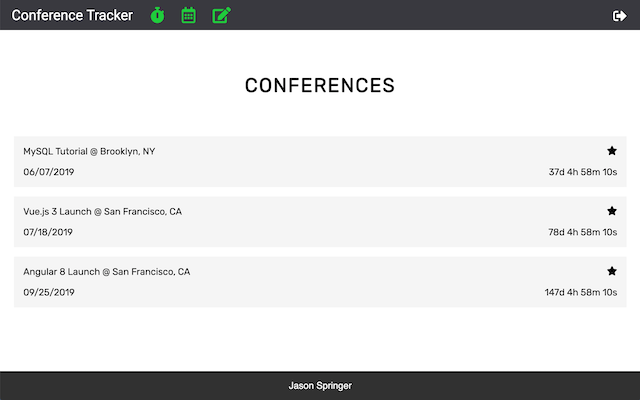 Conference Tracker
CONFERENCES
MySQL Tutorial @ Brooklyn, NY
06/07/2019 37d 4h 58m 10s
Vue.js 3 Launch @ San Francisco, CA
07/18/2019 78d 4h 58m 10s
Angular 8 Launch @ San Francisco, CA
09/25/2019 147d 4h 58m 10s
Jason Springer